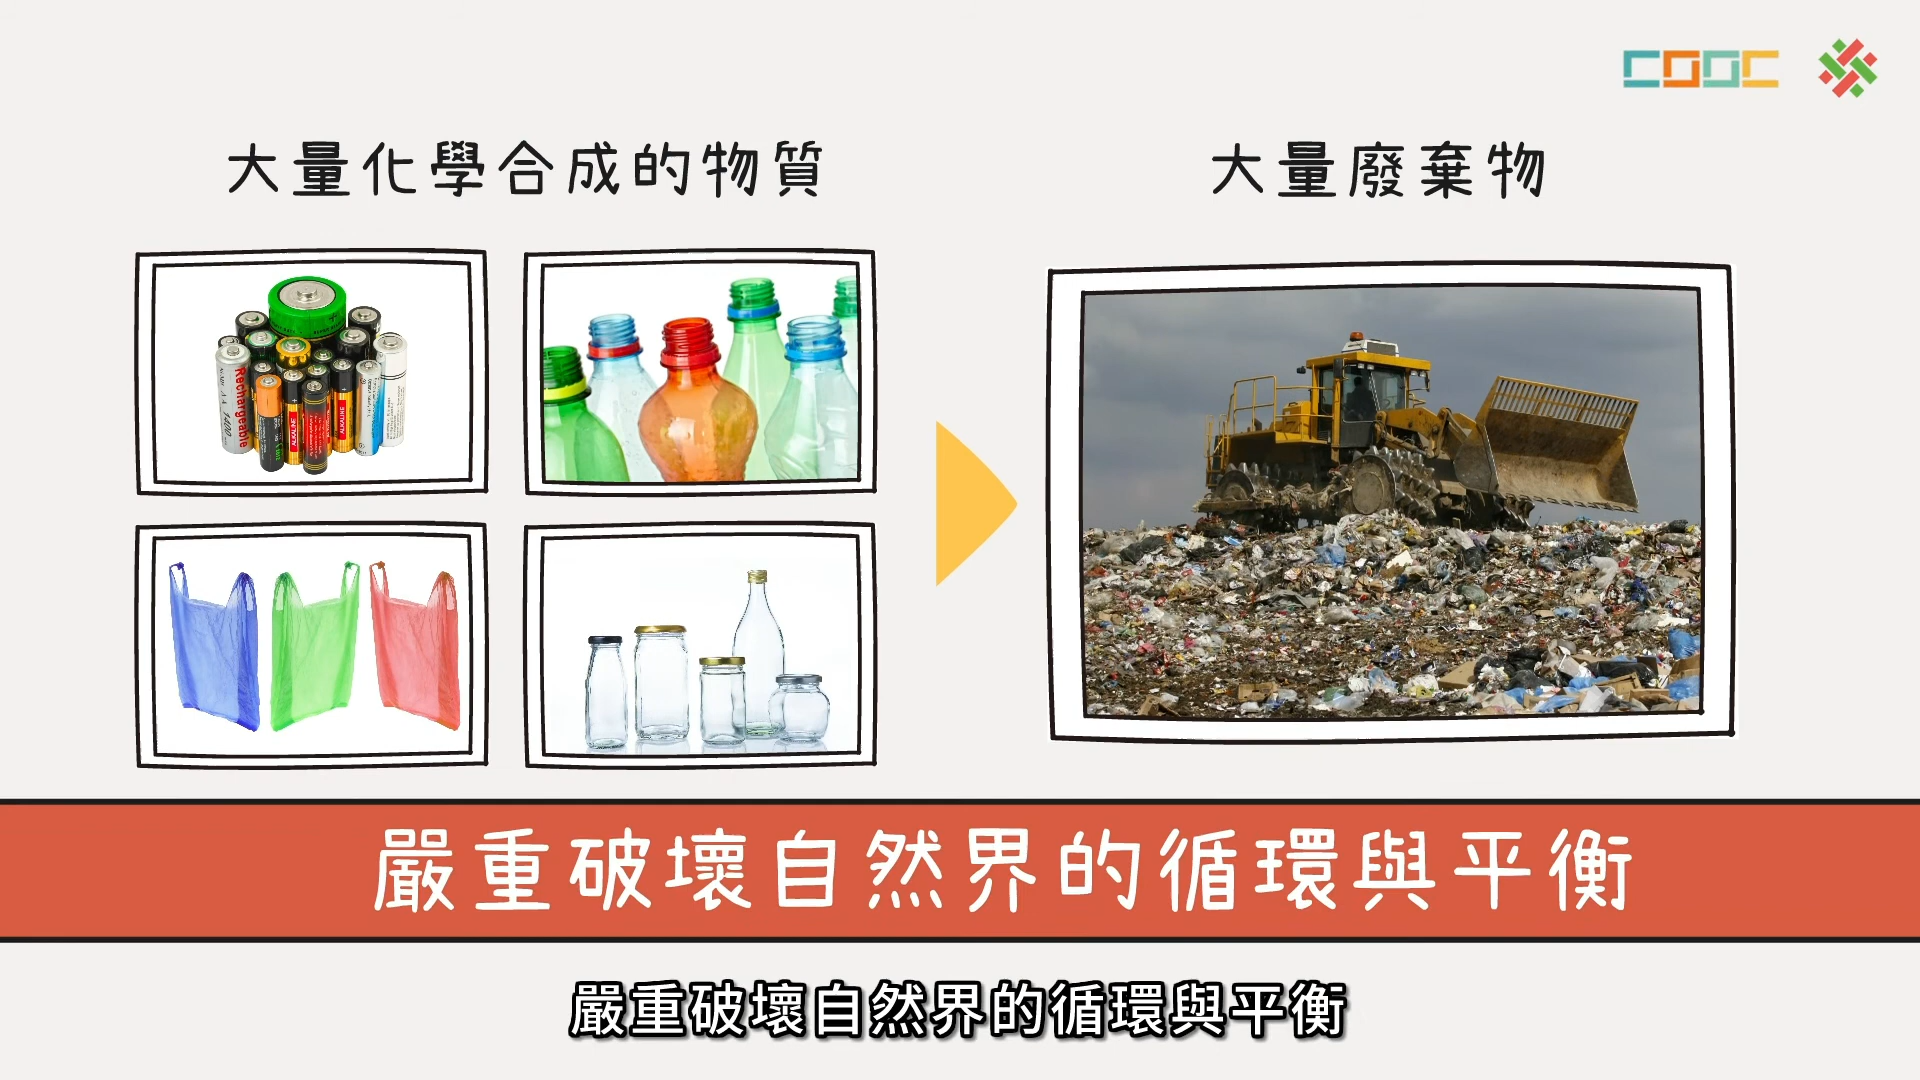 COOC
大量化學合成的物質
大量廢棄物
Rechargeable
ALKALINE
ALKALINE
嚴重破壞自然界的循環與平衡
嚴重破壞自然界的循環與平衡